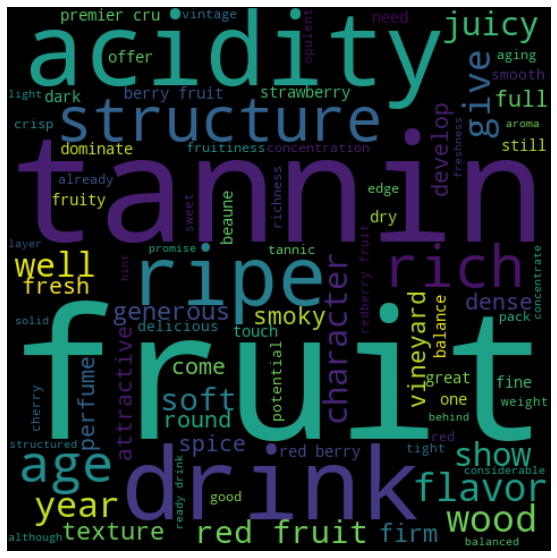 premier cru
vintage
opulent
need
juicy
acidity
aging
offer
smooth
light
dark
berry fruit
strawberry
give
full
crisp
structure
develop
freshness
aroma
still
dominate
fruitiness
concentration
tannin
already
fruity
sweet
richness
beaune
edge
dry
layer
promise
tannic
redberry fruit
well
ripe
rich
concentrate
fresh
hint
generous
smoky
character
vineyard
balance
dense
solid
delicious
touch
pack
fruit
cherry
perfume
attractive
come
potential
great
fine
soft
one
weight
round
behind
structured
spice
red berry
tight
red
show
age
drink
considerable
ready drink
good
flavor
year
wood
although
texture
red fruit
firm
balanced